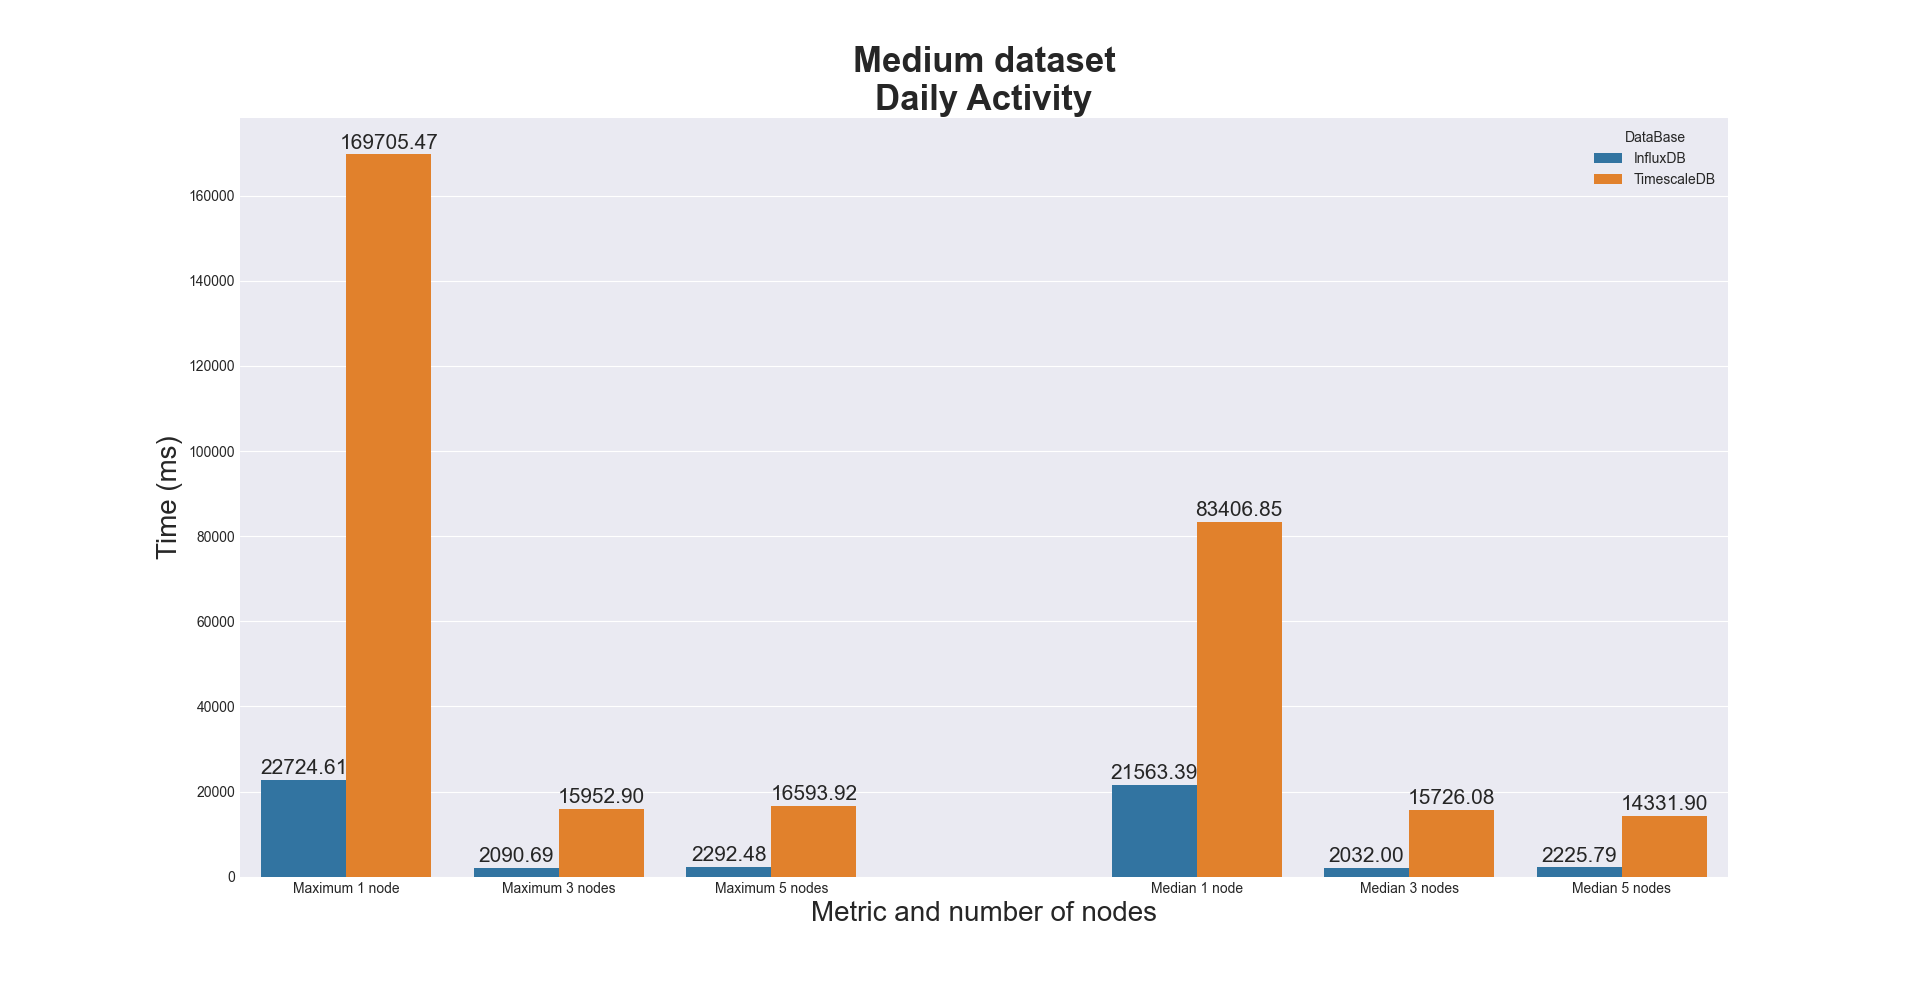 Medium dataset
Daily Activity
DataBase
InfluxDB
TimescaleDB
Time (ms)
160000
140000
120000
100000
80000
60000
40000
20000
0
169705.47
22724.61
2090.69
15952.90
2292.48
16593.92
21563.39
83406.85
2032.00
15726.08
2225.79
14331.90
Maximum 1 node
Maximum 3 nodes
Maximum 5 nodes
Median 1 node
Median 3 nodes
Median 5 nodes
Metric and number of nodes